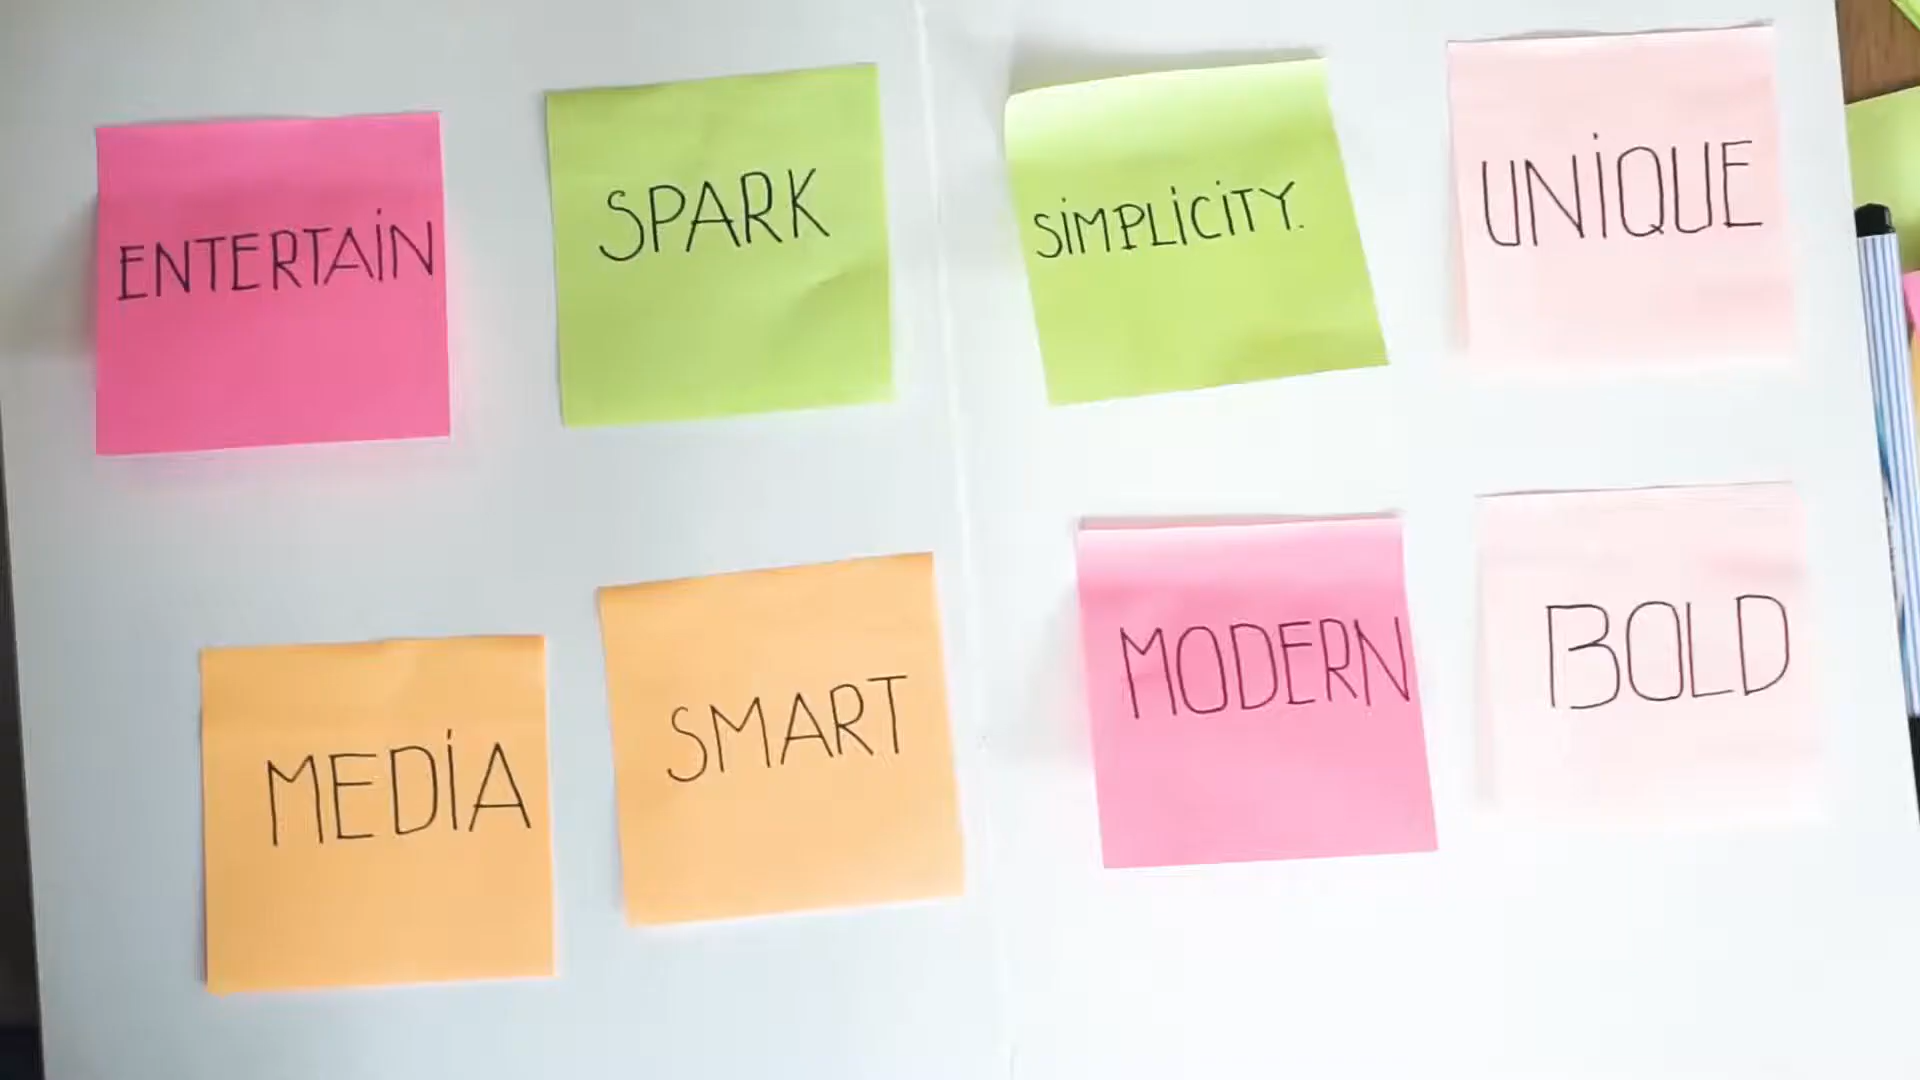 ENTERTAIN
SPARK
SIMPLICITY.
UNIQUE
MEDIA
SMART
MODERN
BOLD